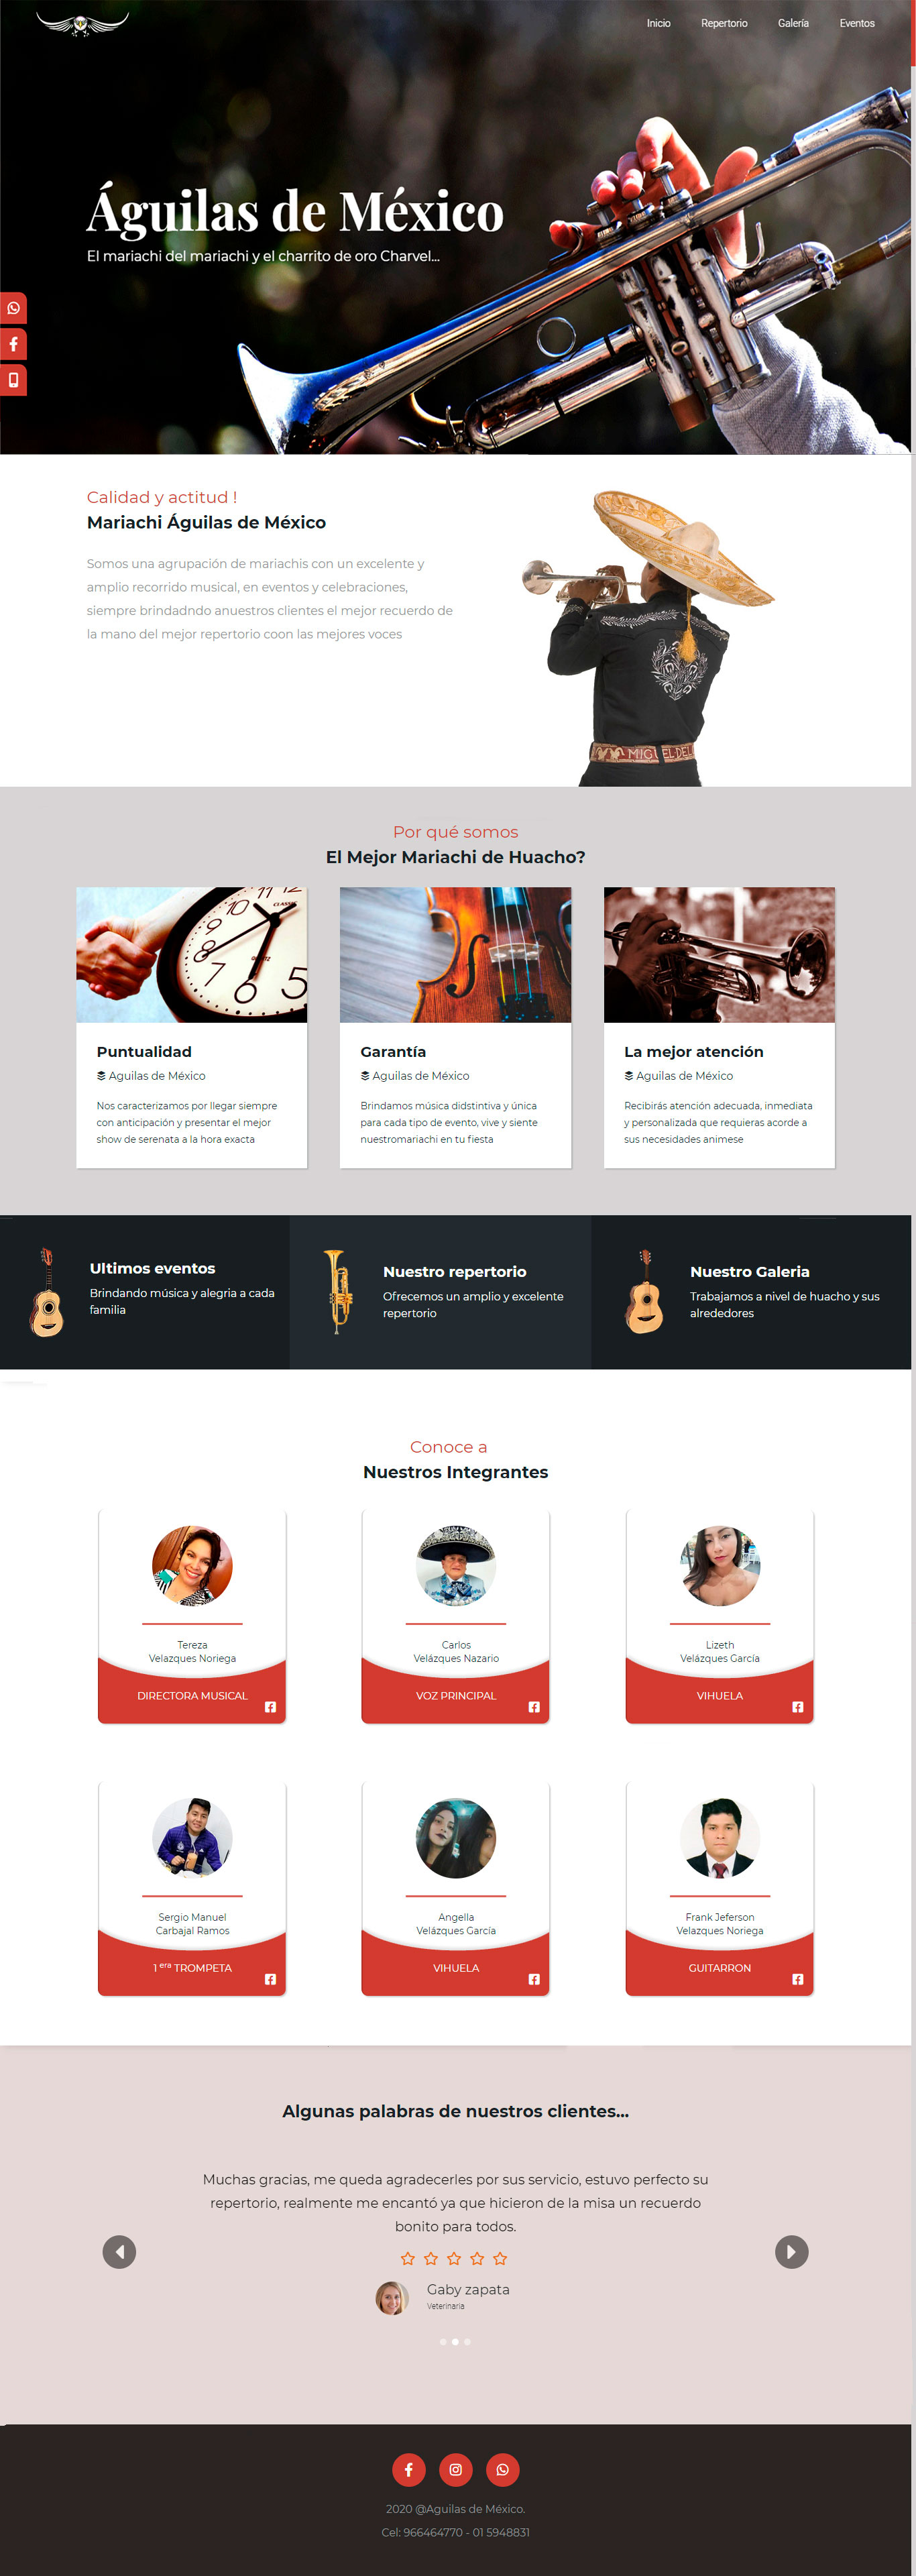 Inicio Repertorio Galería Eventos
Águilas de México
El mariachi del mariachi y el charrito de oro Charvel...
Calidad y actitud !
Mariachi Águilas de México
Somos una agrupación de mariachis con un excelente y
amplio recorrido musical, en eventos y celebraciones,
siempre brindadndo anuestros clientes el mejor recuerdo de
la mano del mejor repertorio coon las mejores voces
MIG EL DEL
Por qué somos
El Mejor Mariachi de Huacho?
Puntualidad
Aguilas de México
Nos caracterizamos por llegar siempre
con anticipación y presentar el mejor
show de serenata a la hora exacta
Garantía
Aguilas de México
Brindamos música didstintiva y única
para cada tipo de evento, vive y siente
nuestromariachi en tu fiesta
La mejor atención
Aguilas de México
Recibirás atención adecuada, inmediata
y personalizada que requieras acorde a
sus necesidades animese
Ultimos eventos
Brindando música y alegria a cada
familia
Nuestro repertorio
Ofrecemos un amplio y excelente
repertorio
Nuestro Galeria
Trabajamos a nivel de huacho y sus
alrededores
Conoce a
Nuestros Integrantes
Tereza
Velazques Noriega
DIRECTORA MUSICAL
Carlos
Velázques Nazario
VOZ PRINCIPAL
Lizeth
Velázques García
VIHUELA
Sergio Manuel
Carbajal Ramos
1 era TROMPETA
Angella
Velázques García
VIHUELA
Frank Jeferson
Velazques Noriega
GUITARRON
Algunas palabras de nuestros clientes...
Muchas gracias, me queda agradecerles por sus servicio, estuvo perfecto su
repertorio, realmente me encantó ya que hicieron de la misa un recuerdo
bonito para todos.
Gaby zapata
Veterinaria
2020 @Aguilas de México.
Cel: 966464770 - 01 5948831